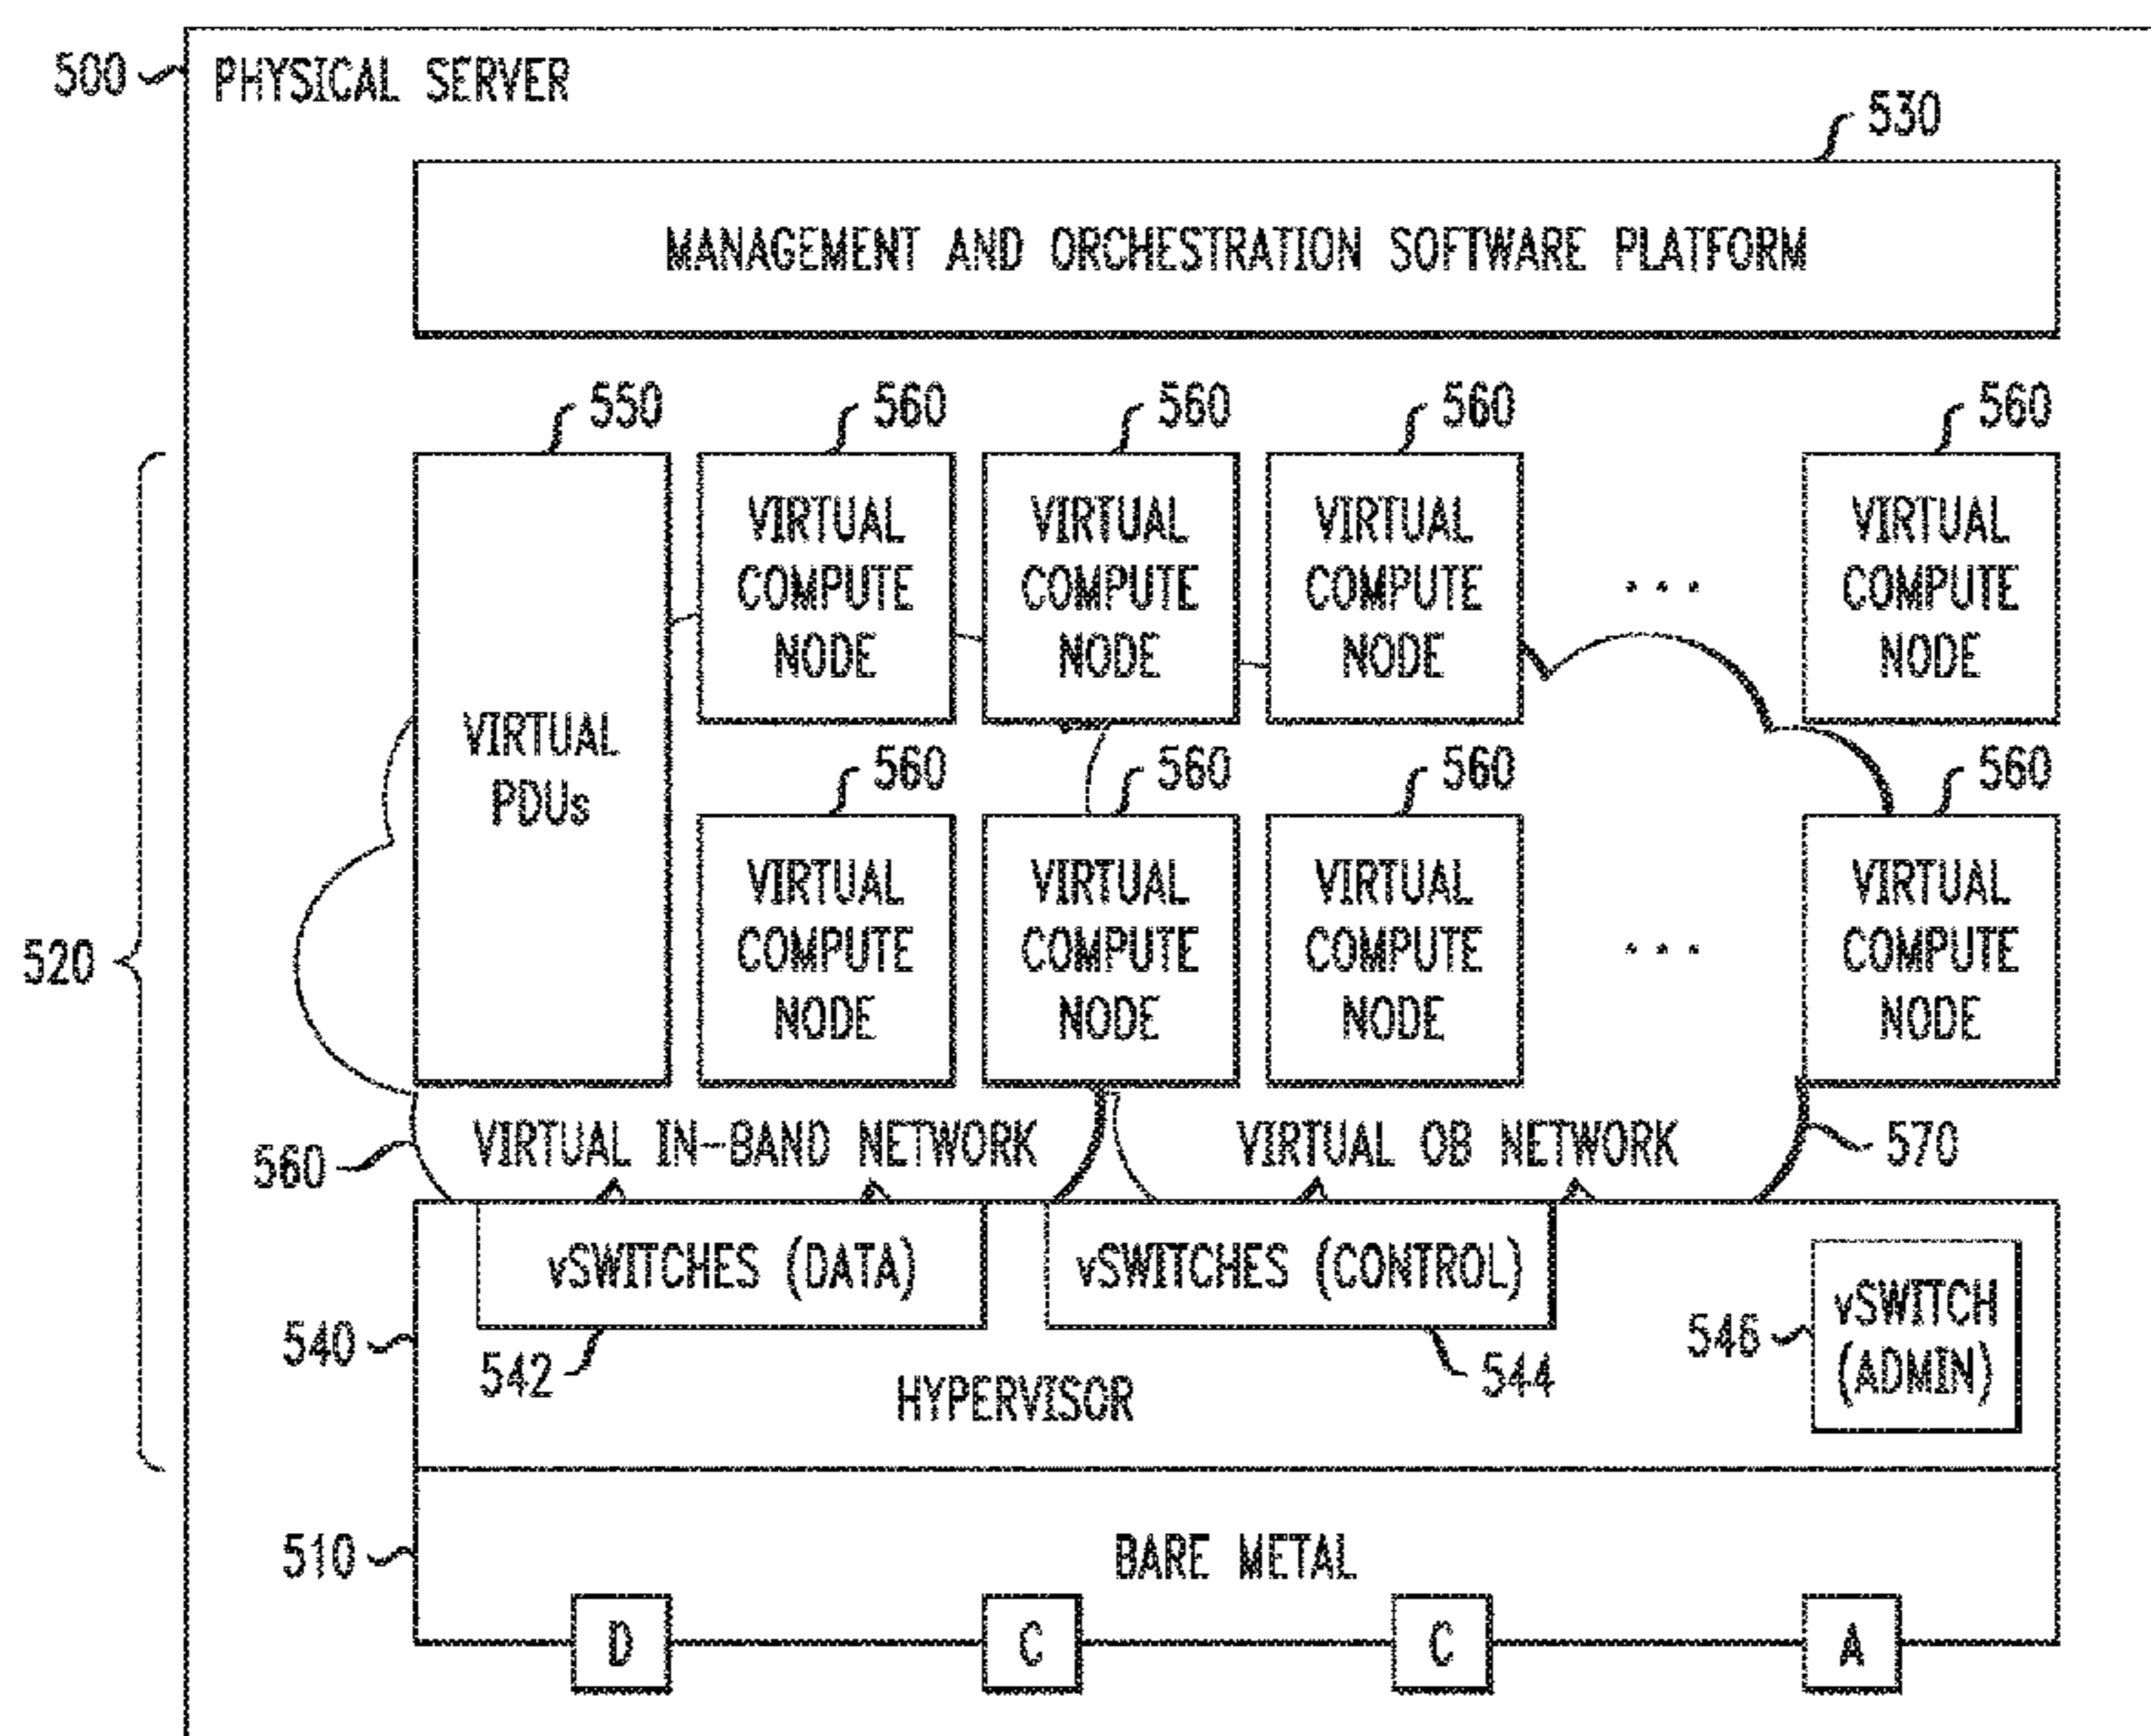 500 PHYSICAL SERVER
530
MANAGEMENT AND ORCHESTRATION SOFTWARE PLATFORM
550 560 560 560 560
VIRTUAL VIRTUAL VIRTUAL VIRTUAL
COMPUTE COMPUTE COMPUTE ... COMPUTE
NODE NODE NODE NODE
VIRTUAL
PDUs
560 560 560 560
VIRTUAL VIRTUAL VIRTUAL VIRTUAL
520 COMPUTE COMPUTE COMPUTE ... COMPUTE
NODE NODE NODE NODE
560 VIRTUAL IN-BAND NETWORK VIRTUAL OB NETWORK 570
vSWITCHES (DATA) vSWITCHES (CONTROL) vSWITCH
540 542 544 546 (ADMIN)
HYPERVISOR
510 BARE METAL
D C C A